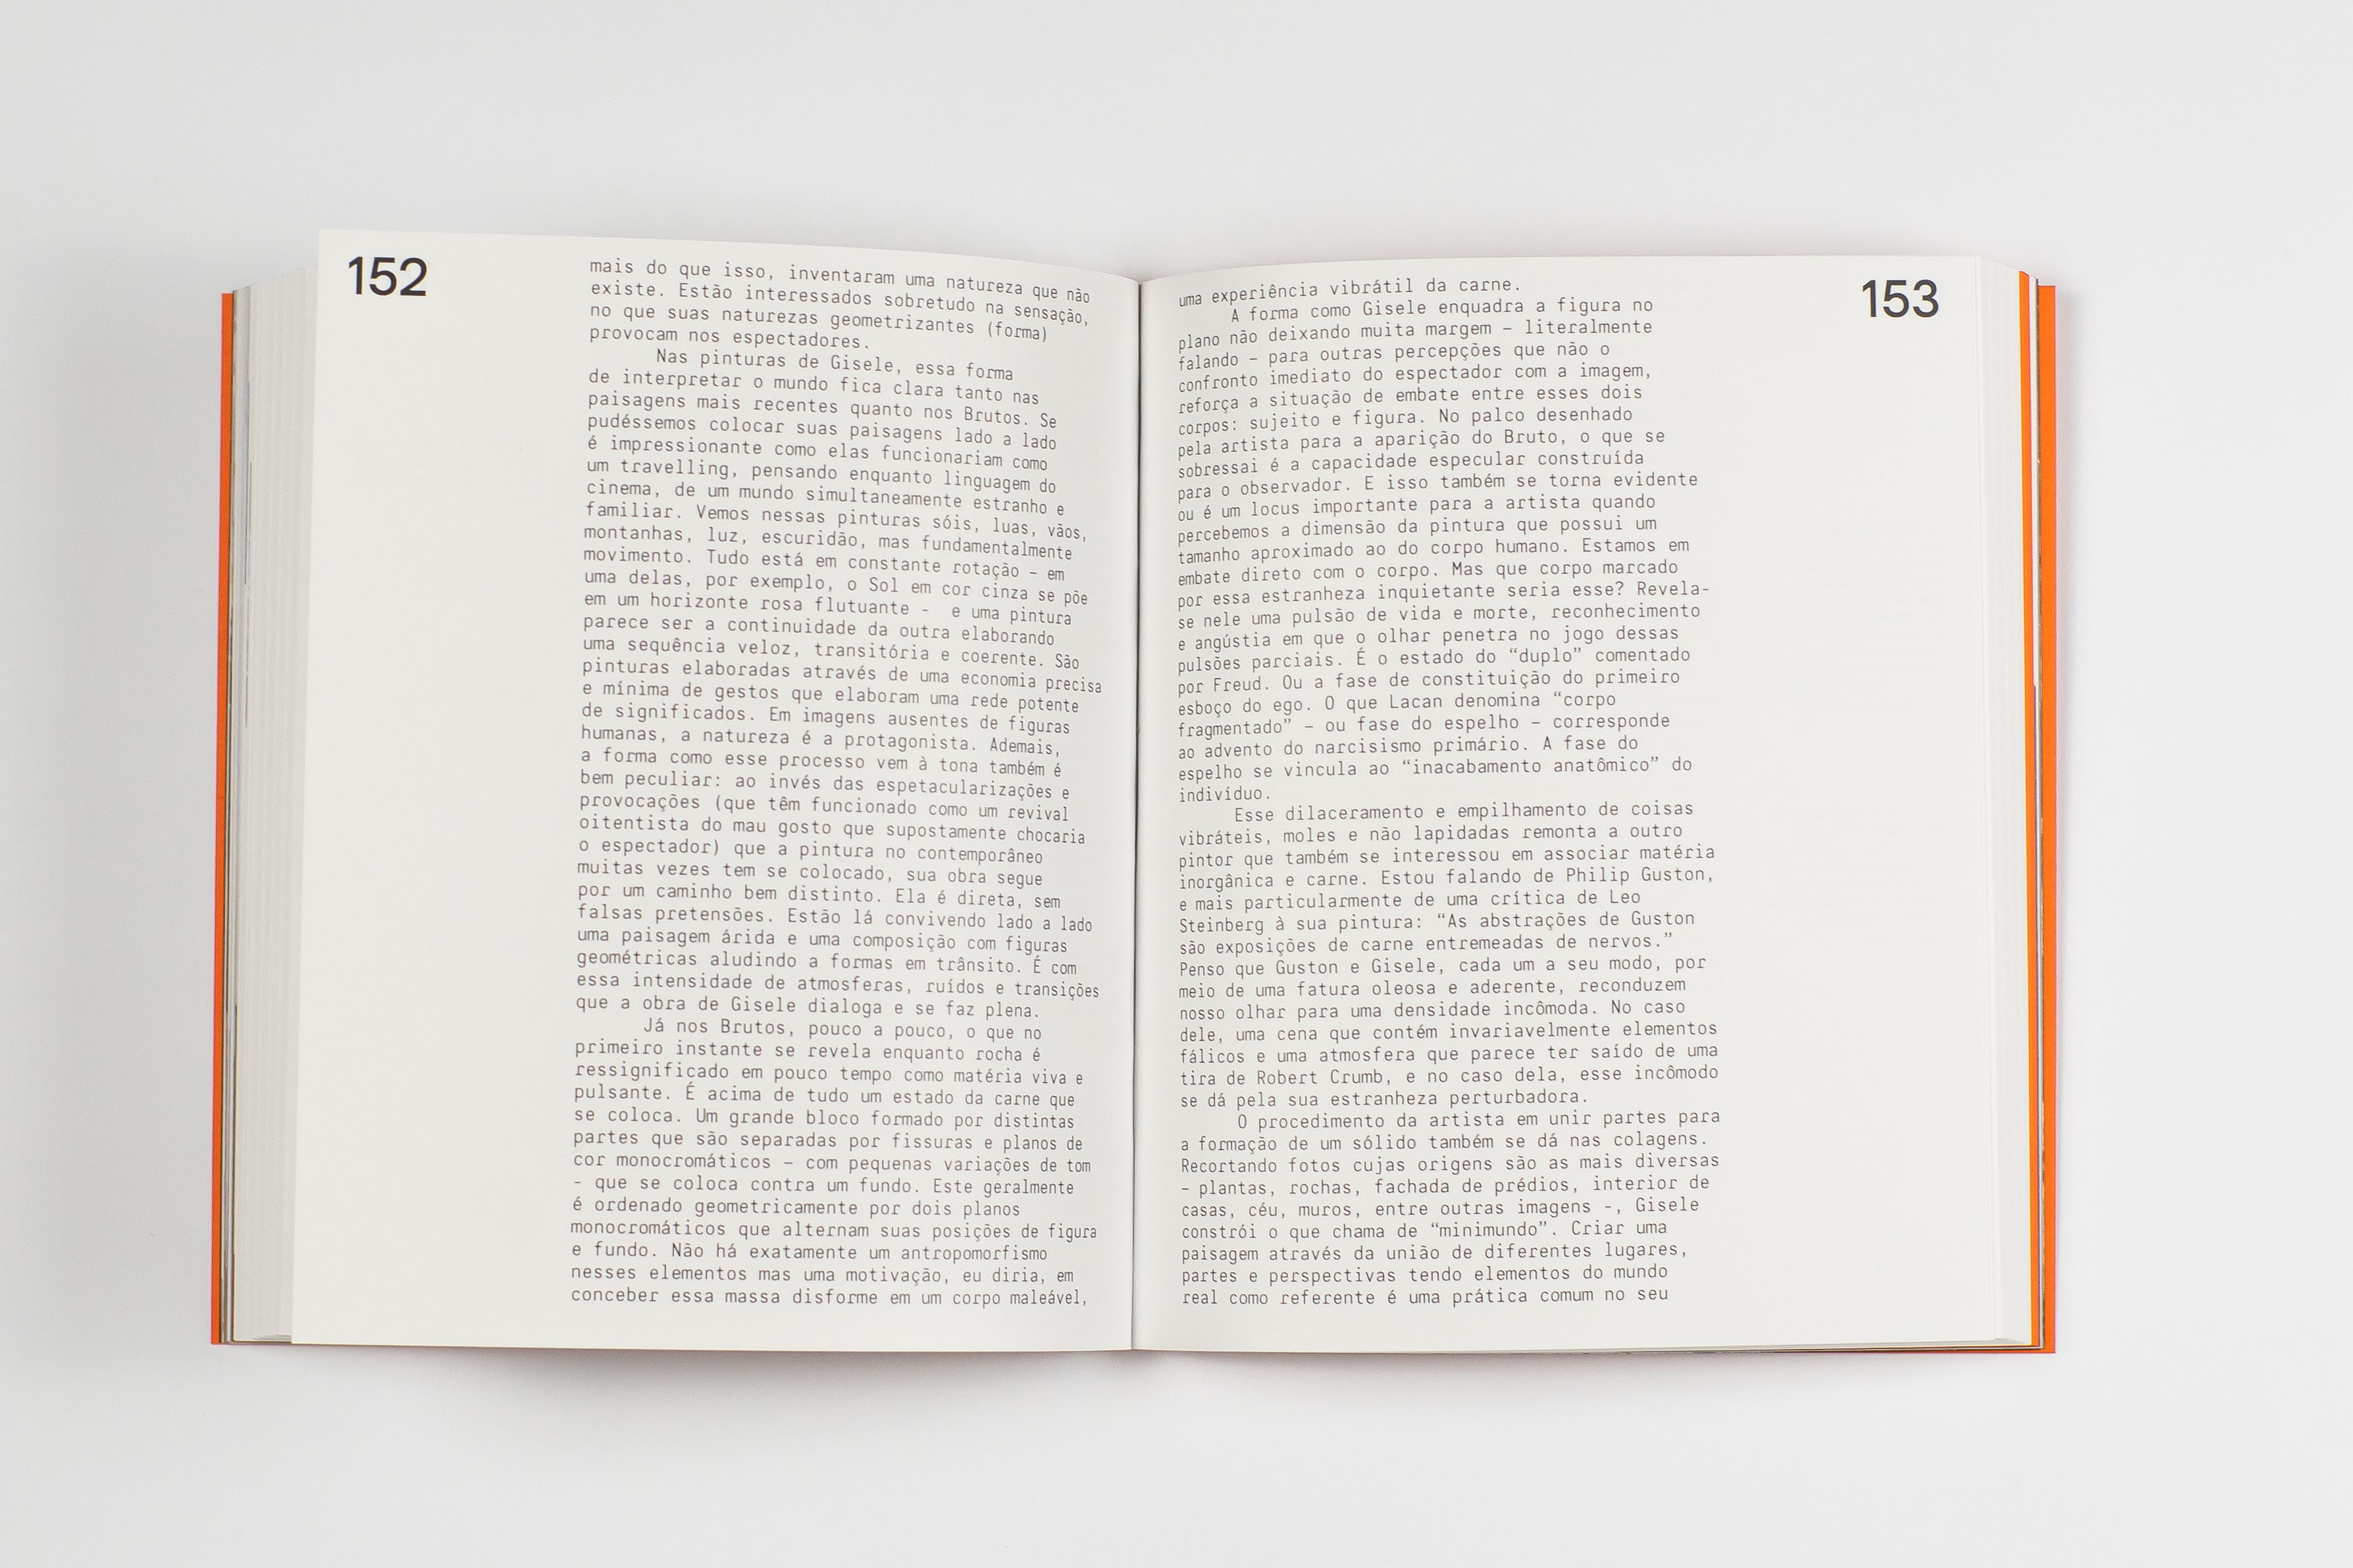 152
mais do que isso, inventaram uma natureza que não
existe. Estão interessados sobretudo na sensação,
no que suas naturezas geometrizantes (forma)
provocam nos espectadores.
Nas pinturas de Gisele, essa forma
de interpretar o mundo fica clara tanto nas
paisagens mais recentes quanto nos Brutos. Se
pudéssemos colocar suas paisagens lado a lado
é impressionante como elas funcionariam como
um travelling, pensando enquanto linguagem do
cinema, de um mundo simultaneamente estranho e
familiar. Vemos nessas pinturas sóis, luas, vãos,
montanhas, luz, escuridão, mas fundamentalmente
movimento. Tudo está em constante rotação – em
uma delas, por exemplo, o Sol em cor cinza se põe
em um horizonte rosa flutuante - e uma pintura
parece ser a continuidade da outra elaborando
uma sequência veloz, transitória e coerente. São
pinturas elaboradas através de uma economia precisa
e mínima de gestos que elaboram uma rede potente
de significados. Em imagens ausentes de figuras
humanas, a natureza é a protagonista. Ademais,
a forma como esse processo vem à tona também é
bem peculiar: ao invés das espetacularizações e
provocações (que têm funcionado como um revival
oitentista do mau gosto que supostamente chocaria
o espectador) que a pintura no contemporâneo
muitas vezes tem se colocado, sua obra segue
por um caminho bem distinto. Ela é direta, sem
falsas pretensões. Estão lá convivendo lado a lado
uma paisagem árida e uma composição com figuras
geométricas aludindo a formas em trânsito. É com
essa intensidade de atmosferas, ruídos e transições
que a obra de Gisele dialoga e se faz plena.
Já nos Brutos, pouco a pouco, o que no
primeiro instante se revela enquanto rocha é
ressignificado em pouco tempo como matéria viva e
pulsante. É acima de tudo um estado da carne que
se coloca. Um grande bloco formado por distintas
partes que são separadas por fissuras e planos de
cor monocromáticos – com pequenas variações de tom
- que se coloca contra um fundo. Este geralmente
é ordenado geometricamente por dois planos
monocromáticos que alternam suas posições de figura
e fundo. Não há exatamente um antropomorfismo
nesses elementos mas uma motivação, eu diria, em
conceber essa massa disforme em um corpo maleável,
153
uma experiência vibrátil da carne.
A forma como Gisele enquadra a figura no
plano não deixando muita margem – literalmente
falando – para outras percepções que não o
confronto imediato do espectador com a imagem,
reforça a situação de embate entre esses dois
corpos: sujeito e figura. No palco desenhado
pela artista para a aparição do Bruto, o que se
sobressai é a capacidade especular construída
para o observador. E isso também se torna evidente
ou é um locus importante para a artista quando
percebemos a dimensão da pintura que possui um
tamanho aproximado ao do corpo humano. Estamos em
embate direto com o corpo. Mas que corpo marcado
por essa estranheza inquietante seria esse? Revela-
se nele uma pulsão de vida e morte, reconhecimento
e angústia em que o olhar penetra no jogo dessas
pulsões parciais. É o estado do “duplo” comentado
por Freud. Ou a fase de constituição do primeiro
esboço do ego. O que Lacan denomina “corpo
fragmentado” – ou fase do espelho – corresponde
ao advento do narcisismo primário. A fase do
espelho se vincula ao “inacabamento anatômico” do
indivíduo.
Esse dilaceramento e empilhamento de coisas
vibráteis, moles e não lapidadas remonta a outro
pintor que também se interessou em associar matéria
inorgânica e carne. Estou falando de Philip Guston,
e mais particularmente de uma crítica de Leo
Steinberg à sua pintura: “As abstrações de Guston
são exposições de carne entremeadas de nervos.”
Penso que Guston e Gisele, cada um a seu modo, por
meio de uma fatura oleosa e aderente, reconduzem
nosso olhar para uma densidade incômoda. No caso
dele, uma cena que contém invariavelmente elementos
fálicos e uma atmosfera que parece ter saído de uma
tira de Robert Crumb, e no caso dela, esse incômodo
se dá pela sua estranheza perturbadora.
O procedimento da artista em unir partes para
a formação de um sólido também se dá nas colagens.
Recortando fotos cujas origens são as mais diversas
– plantas, rochas, fachada de prédios, interior de
casas, céu, muros, entre outras imagens -, Gisele
constrói o que chama de “minimundo”. Criar uma
paisagem através da união de diferentes lugares,
partes e perspectivas tendo elementos do mundo
real como referente é uma prática comum no seu